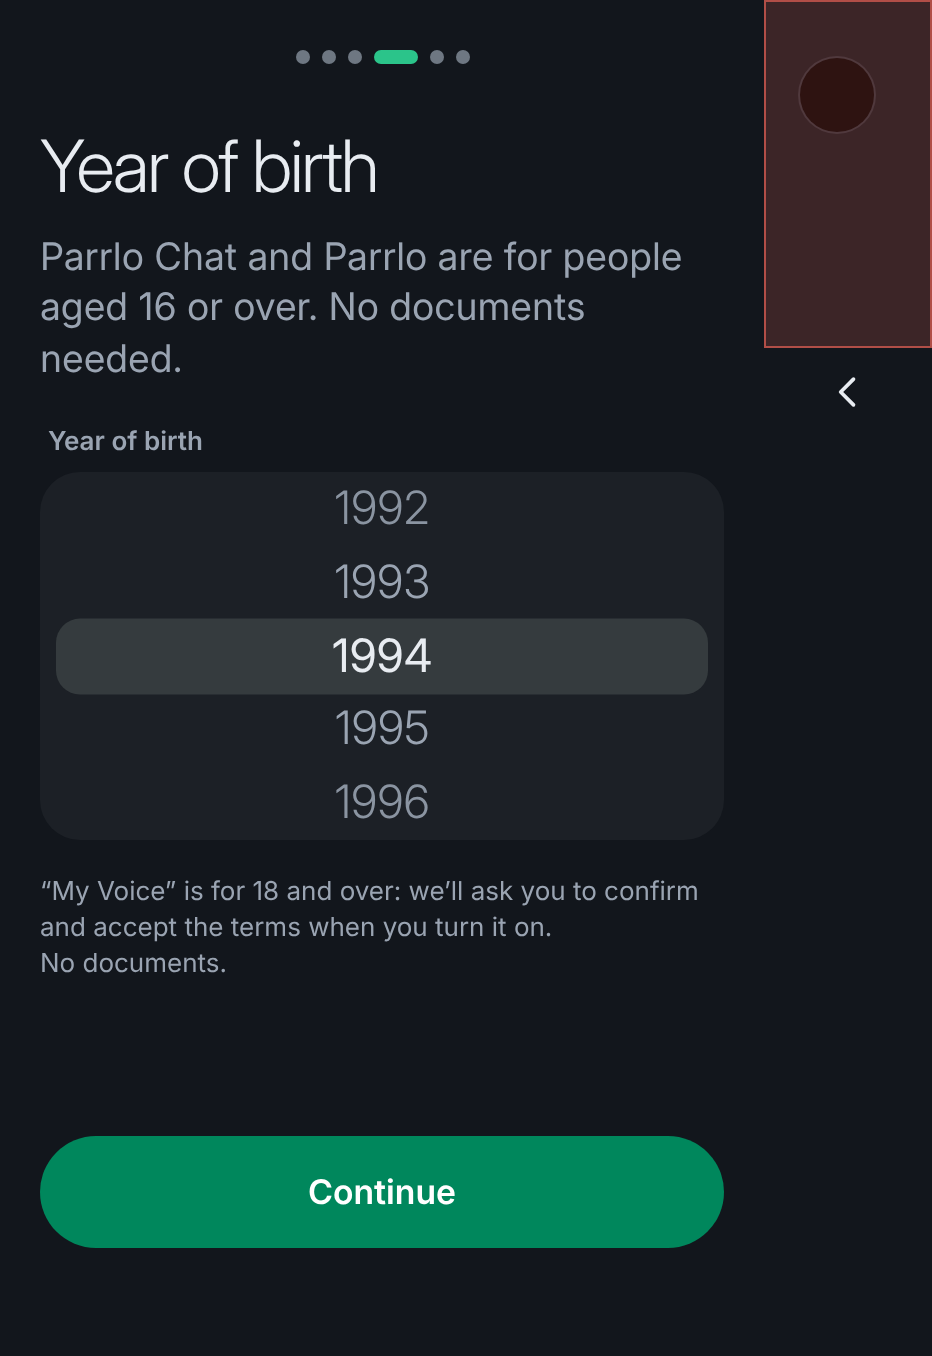 Year of birth
Parrlo Chat and Parrlo are for people
aged 16 or over. No documents
needed.
Year of birth
1992
1993
1994
1995
1996
“My Voice” is for 18 and over: we’ll ask you to confirm
and accept the terms when you turn it on.
No documents.
Continue